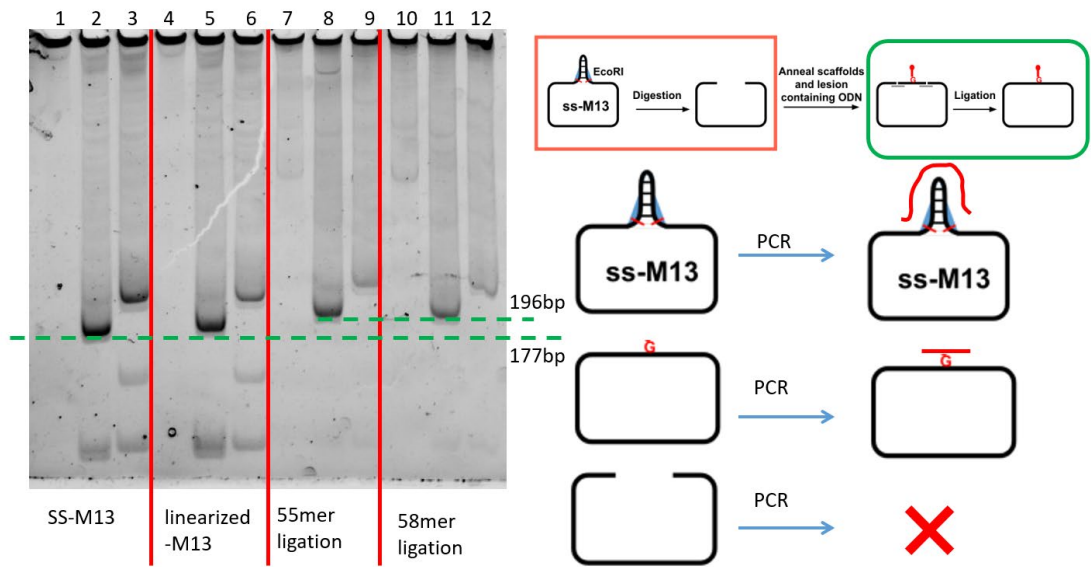 1 2 3 4 5 6 7 8 9 10 11 12
196bp
177bp
SS-M13
linearized
-M13
55mer
ligation
58mer
ligation
EcoRI
ss-M13
Digestion
Anneal scaffolds
and lesion
containing ODN
G
Ligation
G
ss-M13
PCR
ss-M13
G
PCR
G
PCR